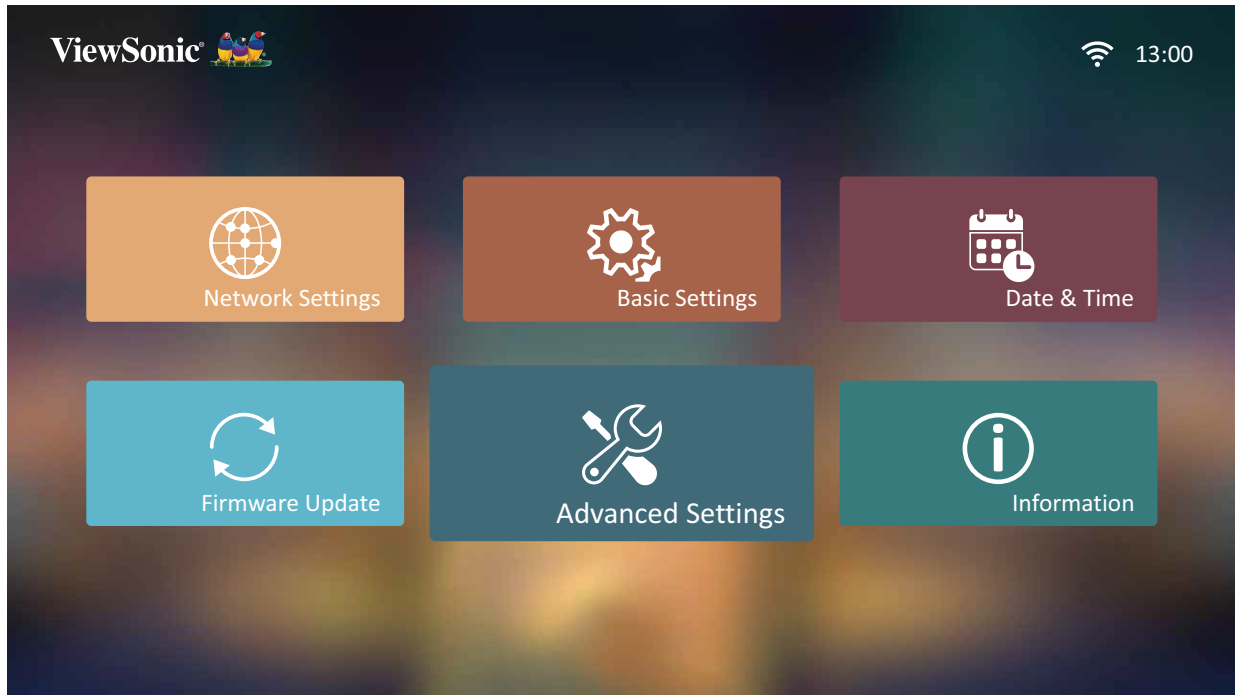 ViewSonic®
13:00
Network Settings
Basic Settings
Date & Time
Firmware Update
Advanced Settings
Information